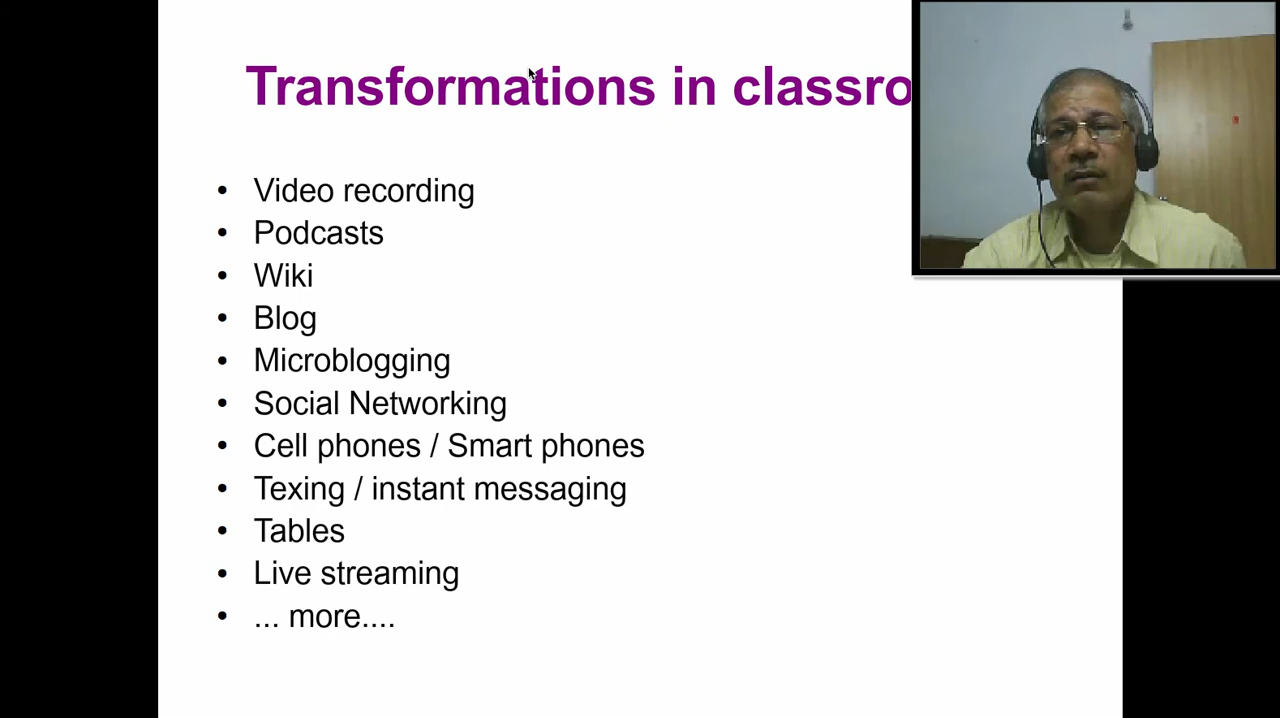 Transformations in classro
• Video recording
• Podcasts
• Wiki
• Blog
• Microblogging
• Social Networking
• Cell phones / Smart phones
• Texing / instant messaging
• Tables
• Live streaming
• ... more....